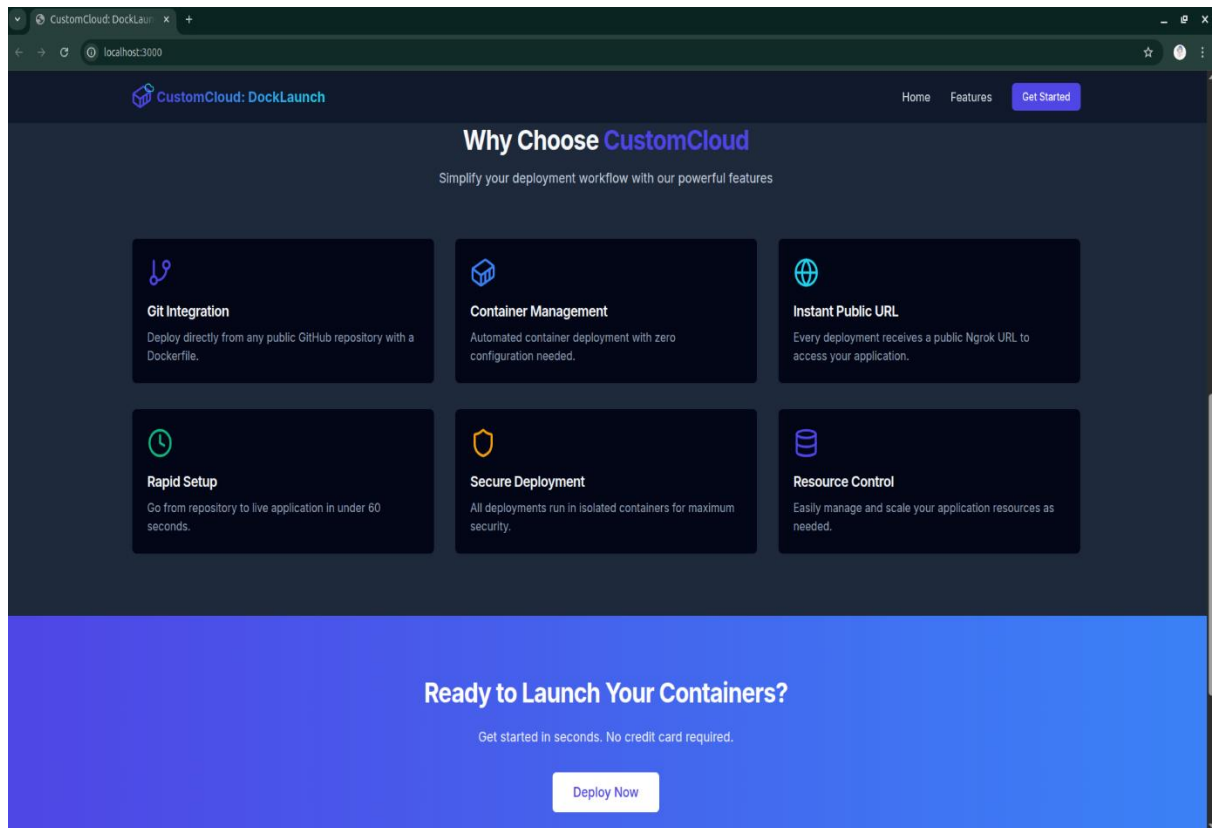 CustomCloud: DockLaun
localhost:3000
CustomCloud: DockLaunch
Home Features Get Started
Why Choose CustomCloud
Simplify your deployment workflow with our powerful features
Git Integration
Deploy directly from any public GitHub repository with a
Dockerfile.
Container Management
Automated container deployment with zero
configuration needed.
Instant Public URL
Every deployment receives a public Ngrok URL to
access your application.
Rapid Setup
Go from repository to live application in under 60
seconds.
Secure Deployment
All deployments run in isolated containers for maximum
security.
Resource Control
Easily manage and scale your application resources as
needed.
Ready to Launch Your Containers?
Get started in seconds. No credit card required.
Deploy Now